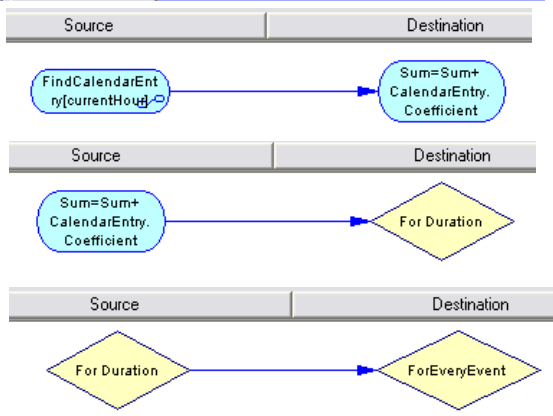 Source Destination
FindCalendarEnt
ry[currentHour]
Sum=Sum+
CalendarEntry.
Coefficient
Source Destination
Sum=Sum+
CalendarEntry.
Coefficient
For Duration
Source Destination
For Duration
ForEveryEvent